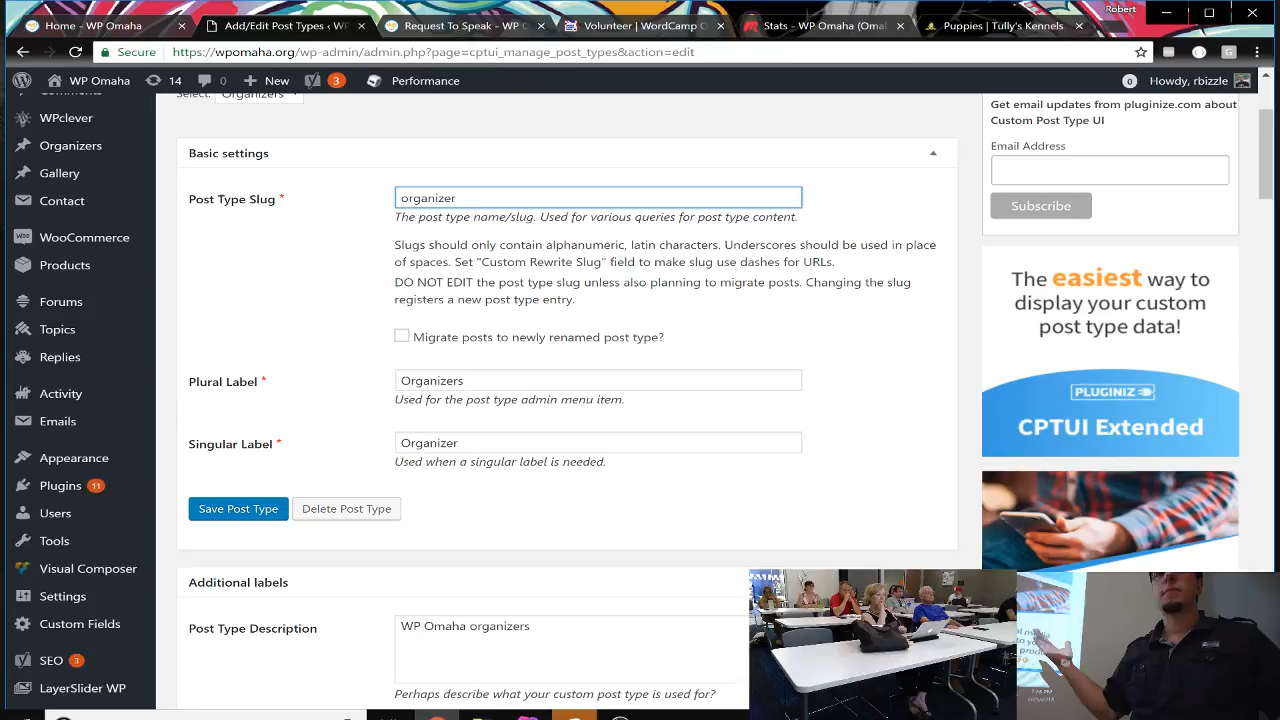 Robert
Home - WP Omaha
Add/Edit Post Types ‹ WP
Request To Speak - WP C
Volunteer | WordCamp O
Stats - WP Omaha (Omah
Puppies | Tully's Kennels
Secure
https://wpomaha.org/wp-admin/admin.php?page=cptui_manage_post_types&action=edit
WP Omaha
14
0
New
3
Performance
0
Howdy, rbizzle
Comments
WPclever
Organizers
Gallery
Contact
WooCommerce
Products
Forums
Topics
Replies
Activity
Emails
Appearance
Plugins 11
Users
Tools
Visual Composer
Settings
Custom Fields
SEO 3
LayerSlider WP
Select: Organizers
Basic settings
Post Type Slug *
organizer
The post type name/slug. Used for various queries for post type content.
Slugs should only contain alphanumeric, latin characters. Underscores should be used in place
of spaces. Set "Custom Rewrite Slug" field to make slug use dashes for URLs.
DO NOT EDIT the post type slug unless also planning to migrate posts. Changing the slug
registers a new post type entry.
Migrate posts to newly renamed post type?
Plural Label *
Organizers
Used for the post type admin menu item.
Singular Label *
Organizer
Used when a singular label is needed.
Save Post Type
Delete Post Type
Additional labels
Post Type Description
WP Omaha organizers
Perhaps describe what your custom post type is used for?
Get email updates from pluginize.com about
Custom Post Type UI
Email Address
Subscribe
The easiest way to
display your custom
post type data!
PLUGINIZ
CPTUI Extended